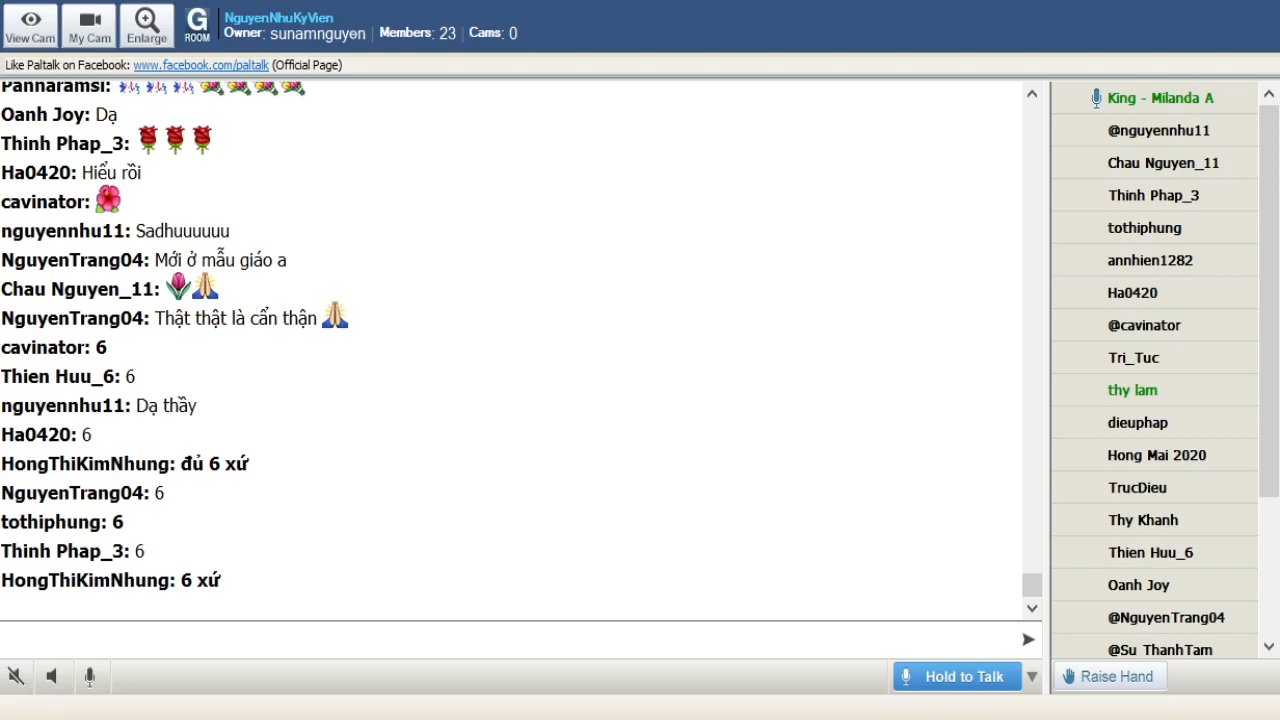 View Cam
My Cam
Enlarge
G
ROOM
NguyenNhuKyVien
Owner: sunamnguyen | Members: 23 | Cams: 0
Like Paltalk on Facebook: www.facebook.com/paltalk (Official Page)
Pannaramsi:
Oanh Joy: Dạ
Thinh Phap_3:
Ha0420: Hiểu rồi
cavinator:
nguyennhu11: Sadhuuuuuu
NguyenTrang04: Mới ở mẫu giáo a
Chau Nguyen_11:
NguyenTrang04: Thật thật là cẩn thận
cavinator: 6
Thien Huu_6: 6
nguyennhu11: Dạ thầy
Ha0420: 6
HongThiKimNhung: đủ 6 xứ
NguyenTrang04: 6
tothiphung: 6
Thinh Phap_3: 6
HongThiKimNhung: 6 xứ
Hold to Talk
King - Milanda A
@nguyennhu11
Chau Nguyen_11
Thinh Phap_3
tothiphung
annhien1282
Ha0420
@cavinator
Tri_Tuc
thy lam
dieuphap
Hong Mai 2020
TrucDieu
Thy Khanh
Thien Huu_6
Oanh Joy
@NguyenTrang04
@Su ThanhTam
Raise Hand